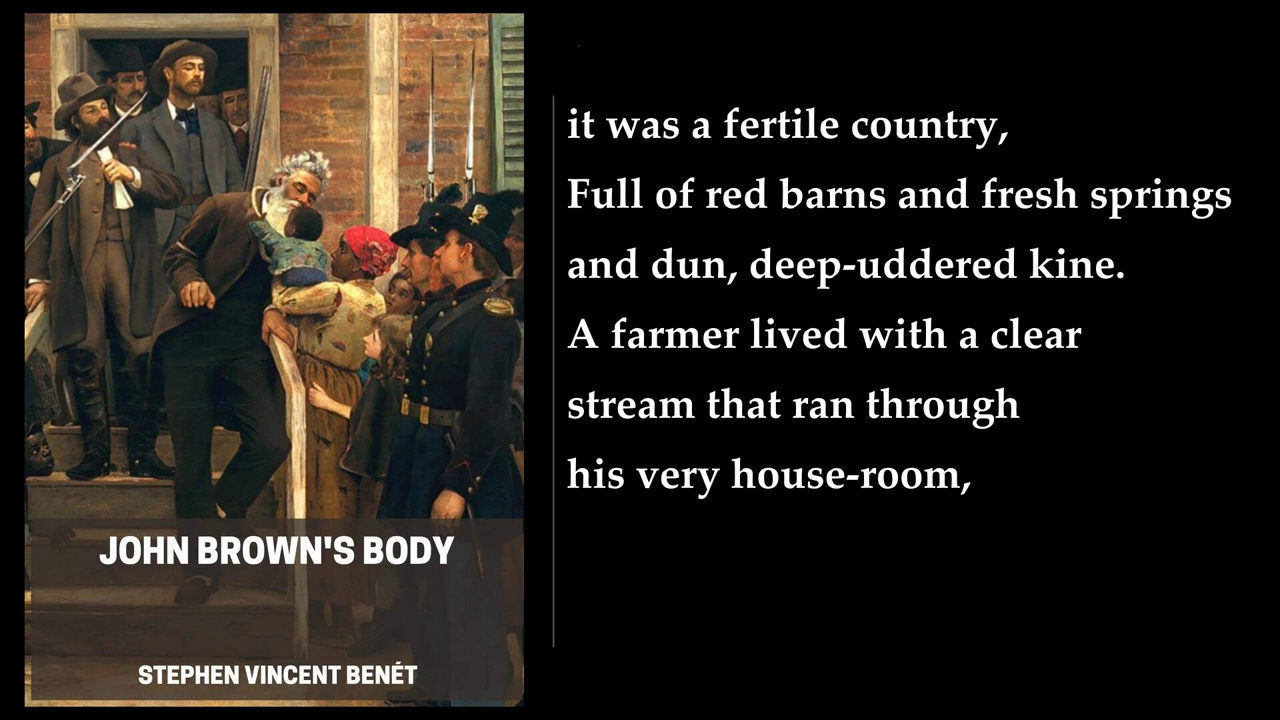 JOHN BROWN'S BODY
STEPHEN VINCENT BENÉT
it was a fertile country,
Full of red barns and fresh springs
and dun, deep-uddered kine.
A farmer lived with a clear
stream that ran through
his very house-room,